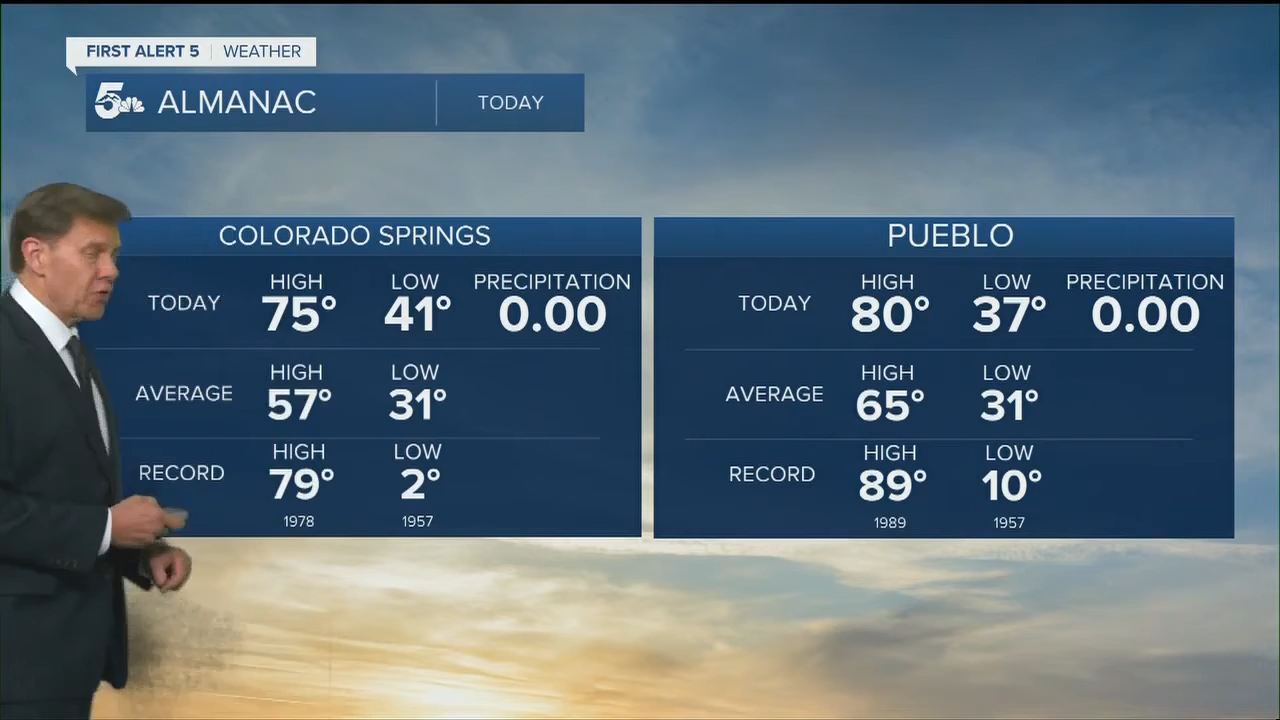 FIRST ALERT 5 | WEATHER
5 ALMANAC TODAY
COLORADO SPRINGS
HIGH LOW PRECIPITATION
TODAY 75° 41° 0.00
HIGH LOW
AVERAGE 57° 31°
HIGH LOW
RECORD 79° 2°
1978 1957
PUEBLO
HIGH LOW PRECIPITATION
TODAY 80° 37° 0.00
HIGH LOW
AVERAGE 65° 31°
HIGH LOW
RECORD 89° 10°
1989 1957